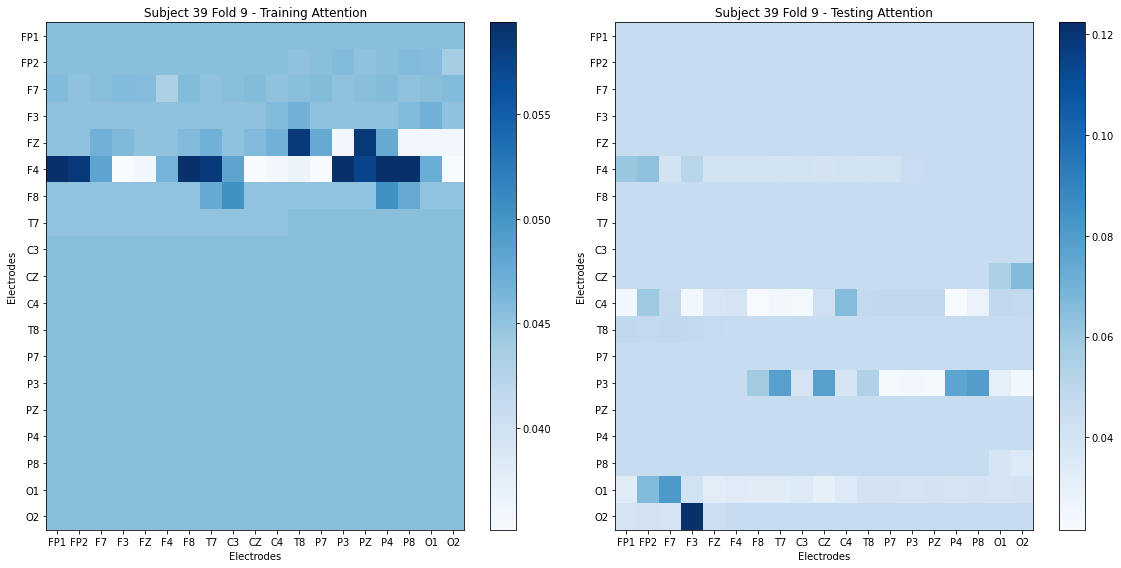 Subject 39 Fold 9 - Training Attention
FP1
FP2
F7
F3
FZ
F4
F8
T7
C3
CZ
C4
T8
P7
P3
PZ
P4
P8
O1
O2
Electrodes
FP1 FP2 F7 F3 FZ F4 F8 T7 C3 CZ C4 T8 P7 P3 PZ P4 P8 O1 O2
Electrodes
0.055
0.050
0.045
0.040
Subject 39 Fold 9 - Testing Attention
FP1
FP2
F7
F3
FZ
F4
F8
T7
C3
CZ
C4
T8
P7
P3
PZ
P4
P8
O1
O2
Electrodes
FP1 FP2 F7 F3 FZ F4 F8 T7 C3 CZ C4 T8 P7 P3 PZ P4 P8 O1 O2
Electrodes
0.12
0.10
0.08
0.06
0.04